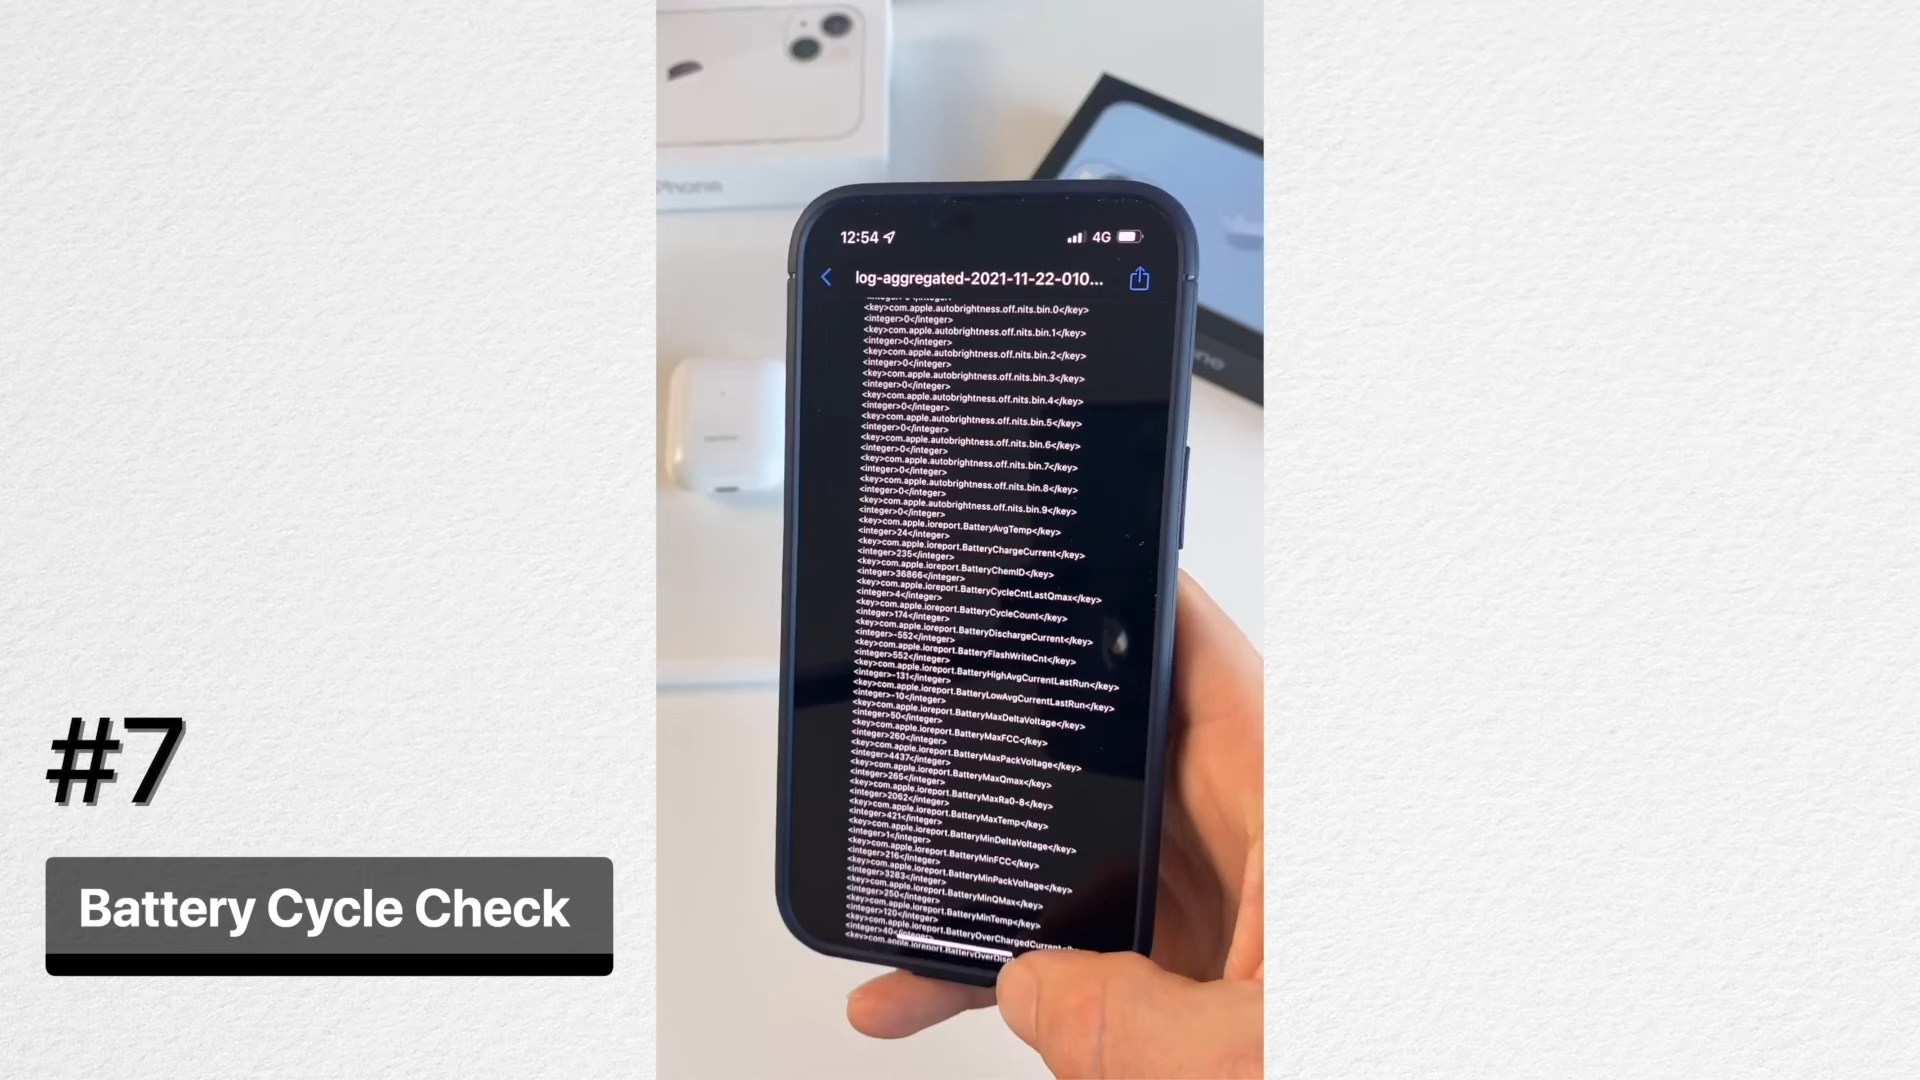 Phone
12:54
4G
log-aggregated-2021-11-22-010...
<key>com.apple.autobrightness.off.nits.bin.0</key>
<integer>0</integer>
<key>com.apple.autobrightness.off.nits.bin.1</key>
<integer>0</integer>
<key>com.apple.autobrightness.off.nits.bin.2</key>
<integer>0</integer>
<key>com.apple.autobrightness.off.nits.bin.3</key>
<integer>0</integer>
<key>com.apple.autobrightness.off.nits.bin.4</key>
<integer>0</integer>
<key>com.apple.autobrightness.off.nits.bin.5</key>
<integer>0</integer>
<key>com.apple.autobrightness.off.nits.bin.6</key>
<integer>0</integer>
<key>com.apple.autobrightness.off.nits.bin.7</key>
<integer>0</integer>
<key>com.apple.autobrightness.off.nits.bin.8</key>
<integer>0</integer>
<key>com.apple.autobrightness.off.nits.bin.9</key>
<integer>0</integer>
<key>com.apple.ioreport.BatteryAvgTemp</key>
<integer>24</integer>
<key>com.apple.ioreport.BatteryChargeCurrent</key>
<integer>235</integer>
<key>com.apple.ioreport.BatteryChemID</key>
<integer>36866</integer>
<key>com.apple.ioreport.BatteryCycleCntLastQmax</key>
<integer>4</integer>
<key>com.apple.ioreport.BatteryCycleCount</key>
<integer>174</integer>
<key>com.apple.ioreport.BatteryDischargeCurrent</key>
<integer>-552</integer>
<key>com.apple.ioreport.BatteryFlashWriteCnt</key>
<integer>552</integer>
<key>com.apple.ioreport.BatteryHighAvgCurrentLastRun</key>
<integer>-131</integer>
<key>com.apple.ioreport.BatteryLowAvgCurrentLastRun</key>
<integer>-10</integer>
<key>com.apple.ioreport.BatteryMaxDeltaVoltage</key>
<integer>50</integer>
<key>com.apple.ioreport.BatteryMaxFCC</key>
<integer>260</integer>
<key>com.apple.ioreport.BatteryMaxPackVoltage</key>
<integer>4437</integer>
<key>com.apple.ioreport.BatteryMaxQmax</key>
<integer>265</integer>
<key>com.apple.ioreport.BatteryMaxRa0-8</key>
<integer>2062</integer>
<key>com.apple.ioreport.BatteryMaxTemp</key>
<integer>421</integer>
<key>com.apple.ioreport.BatteryMinDeltaVoltage</key>
<integer>1</integer>
<key>com.apple.ioreport.BatteryMinFCC</key>
<integer>216</integer>
<key>com.apple.ioreport.BatteryMinPackVoltage</key>
<integer>3283</integer>
<key>com.apple.ioreport.BatteryMinQMax</key>
<integer>250</integer>
<key>com.apple.ioreport.BatteryMinTemp</key>
<integer>120</integer>
<key>com.apple.ioreport.BatteryOverChargedCurrent
<integer>40</integer>
<key>com.apple.ioreport.BatteryOverDisc
#7
Battery Cycle Check